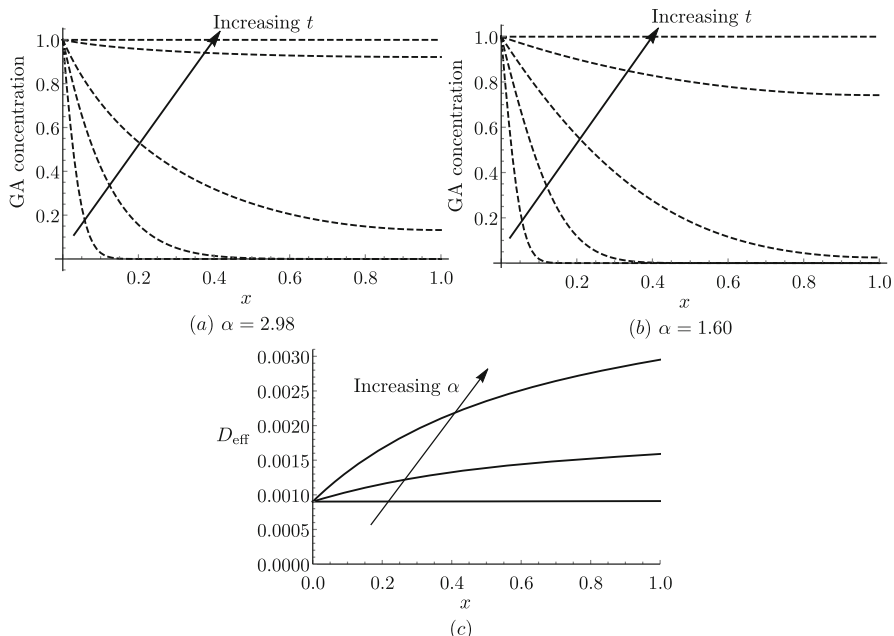 Increasing t
GA concentration
1.0
0.8
0.6
0.4
0.2
0.2 0.4 0.6 0.8 1.0
x
(a) α = 2.98
Increasing t
GA concentration
1.0
0.8
0.6
0.4
0.2
0.2 0.4 0.6 0.8 1.0
x
(b) α = 1.60
Increasing α
D_eff
0.0030
0.0025
0.0020
0.0015
0.0010
0.0005
0.0000
0.0 0.2 0.4 0.6 0.8 1.0
x
(c)